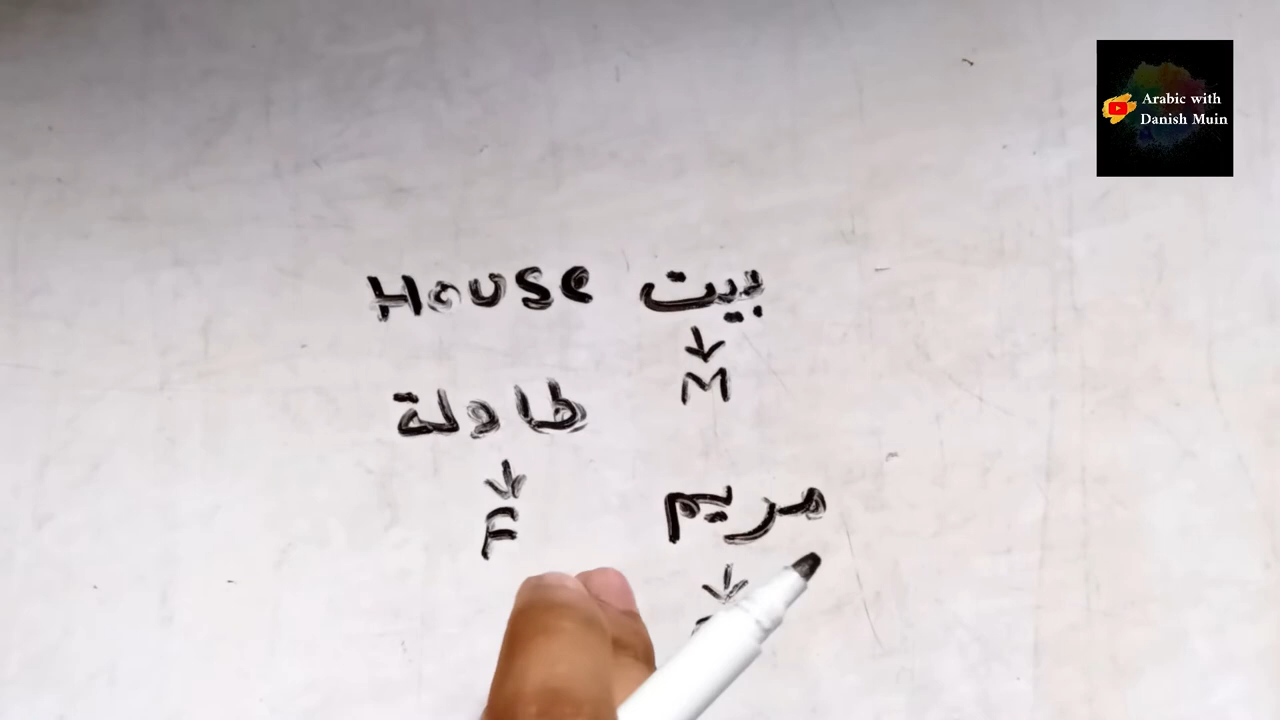 Arabic with
Danish Muin
House بيت
↓
M
طاولة
↓
F
مريم
↓